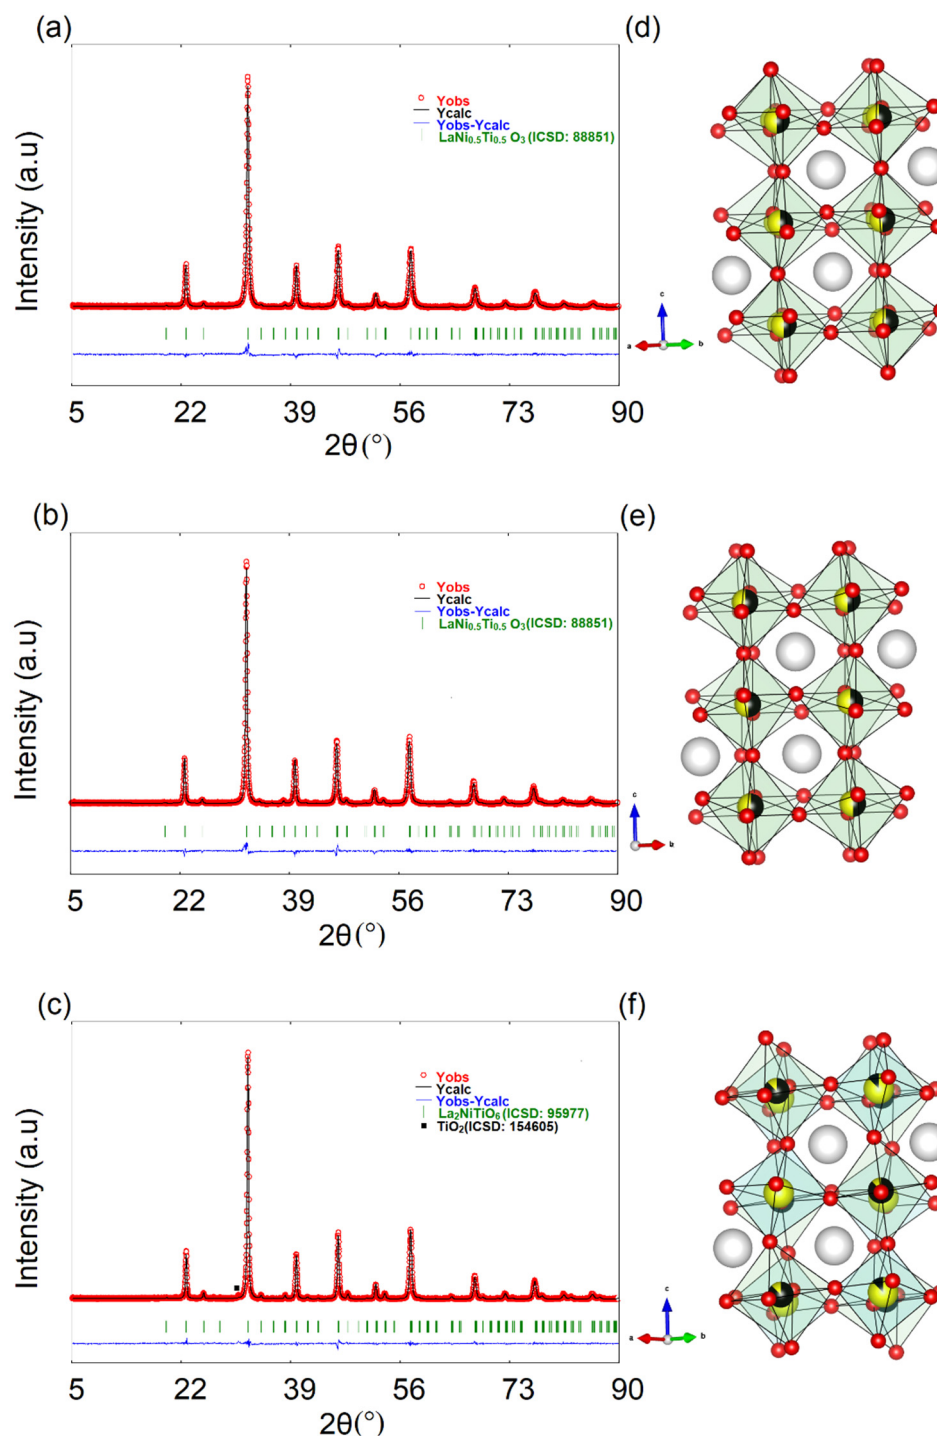 (a)
(d)
Intensity (a.u)
Yobs
Ycalc
Yobs-Ycalc
LaNi0.5Ti0.5 O3(ICSD: 88851)
5 22 39 56 73 90
2θ(°)
c
a
b
(b)
(e)
Intensity (a.u)
Yobs
Ycalc
Yobs-Ycalc
LaNi0.5Ti0.5 O3(ICSD: 88851)
5 22 39 56 73 90
2θ(°)
c
(c)
(f)
Intensity (a.u)
Yobs
Ycalc
Yobs-Ycalc
La2NiTiO6(ICSD: 95977)
TiO2(ICSD: 154605)
5 22 39 56 73 90
2θ(°)
c
a
b